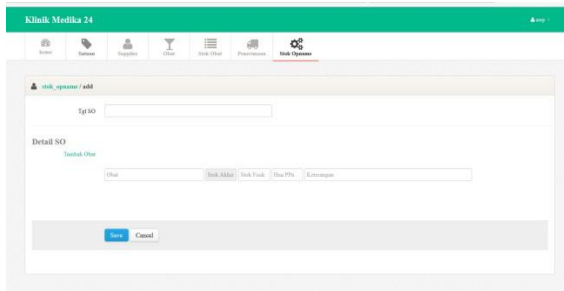 Klinik Medika 24
Satuan Supplier Obat Stok Obat Penerimaan Stok Opname
stok_opname / add
Tgl SO
Detail SO
Tambah Obat
Obat Stok Akhir Stok Fisik Hna PPn Keterangan
Save Cancel